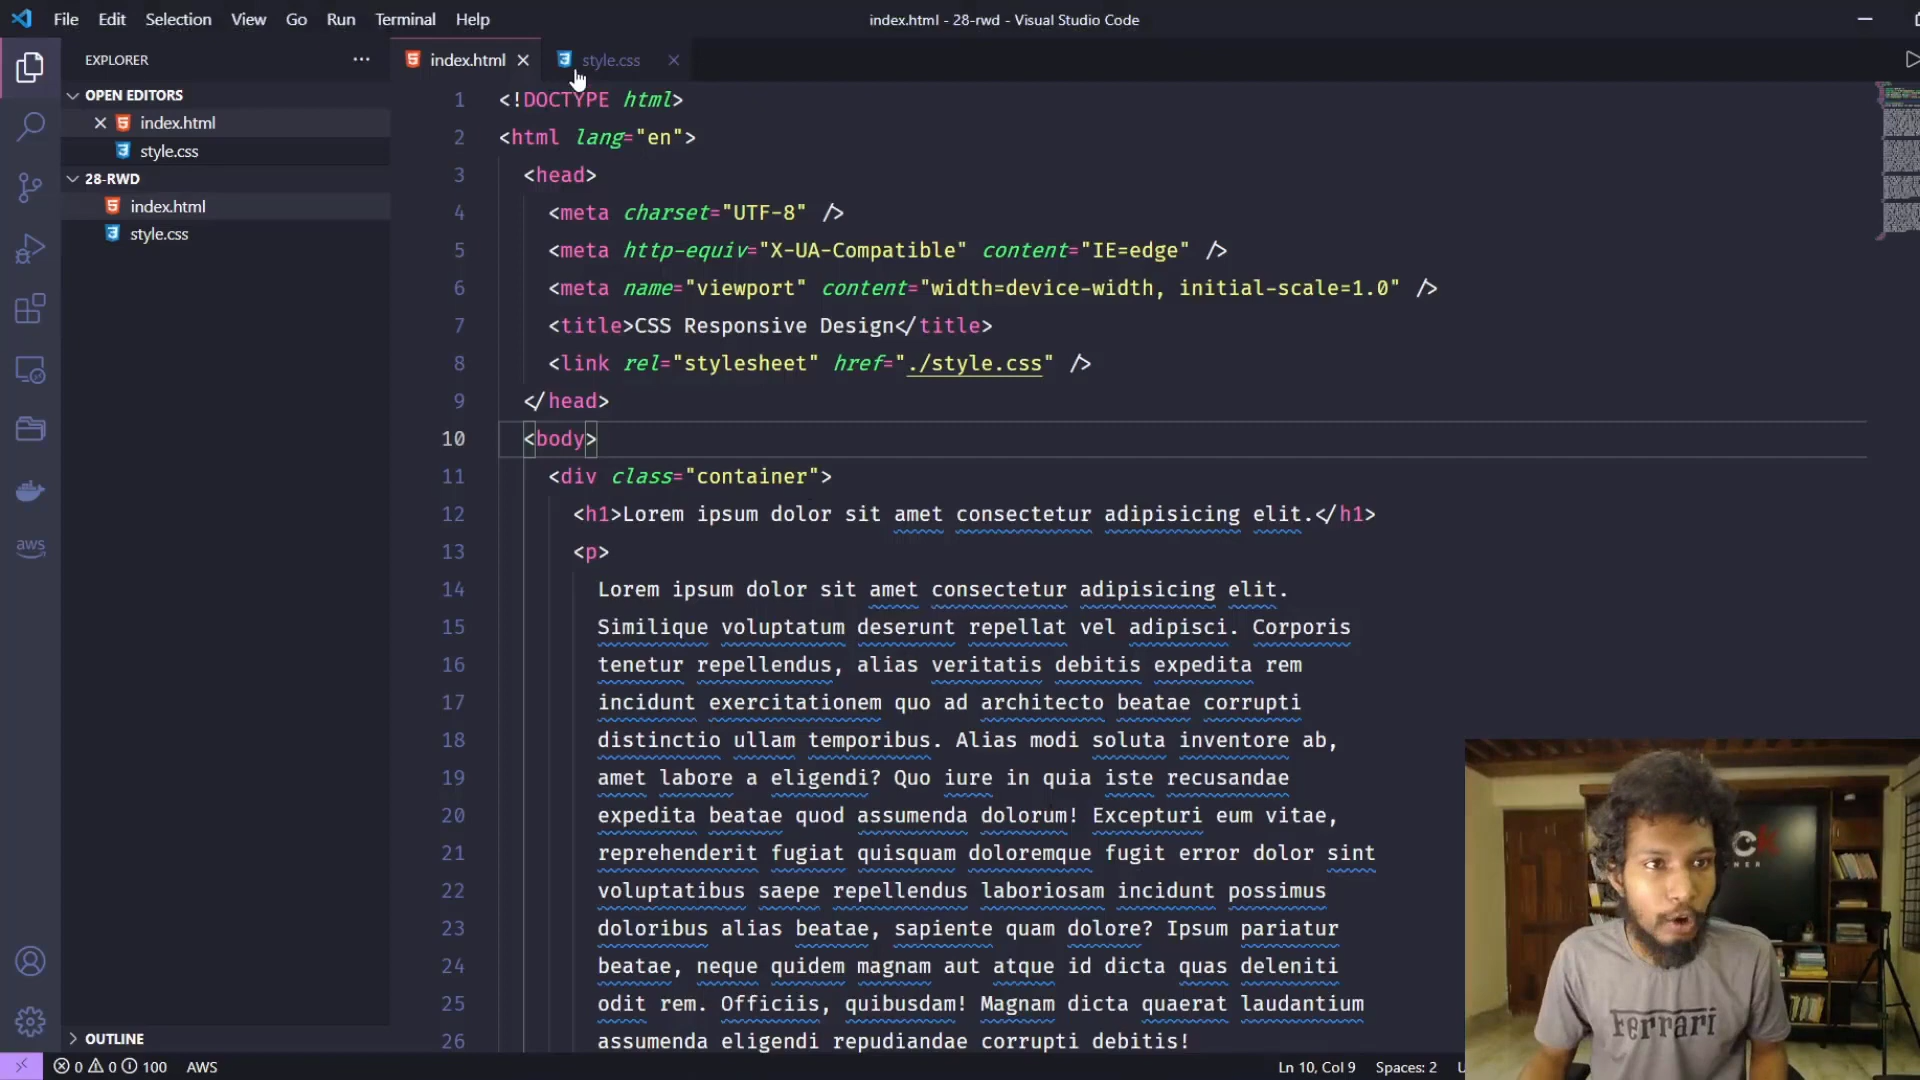 File Edit Selection View Go Run Terminal Help
index.html - 28-rwd - Visual Studio Code
EXPLORER
OPEN EDITORS
index.html
style.css
28-RWD
index.html
style.css
OUTLINE
index.html
style.css
1 <!DOCTYPE html>
2 <html lang="en">
3 <head>
4 <meta charset="UTF-8" />
5 <meta http-equiv="X-UA-Compatible" content="IE=edge" />
6 <meta name="viewport" content="width=device-width, initial-scale=1.0" />
7 <title>CSS Responsive Design</title>
8 <link rel="stylesheet" href="./style.css" />
9 </head>
10 <body>
11 <div class="container">
12 <h1>Lorem ipsum dolor sit amet consectetur adipisicing elit.</h1>
13 <p>
14 Lorem ipsum dolor sit amet consectetur adipisicing elit.
15 Similique voluptatum deserunt repellat vel adipisci. Corporis
16 tenetur repellendus, alias veritatis debitis expedita rem
17 incidunt exercitationem quo ad architecto beatae corrupti
18 distinctio ullam temporibus. Alias modi soluta inventore ab,
19 amet labore a eligendi? Quo iure in quia iste recusandae
20 expedita beatae quod assumenda dolorum! Excepturi eum vitae,
21 reprehenderit fugiat quisquam doloremque fugit error dolor sint
22 voluptatibus saepe repellendus laboriosam incidunt possimus
23 doloribus alias beatae, sapiente quam dolore? Ipsum pariatur
24 beatae, neque quidem magnam aut atque id dicta quas deleniti
25 odit rem. Officiis, quibusdam! Magnam dicta quaerat laudantium
26 assumenda eligendi repudiandae corrupti debitis!
aws
ferrari
0 0 100 AWS
Ln 10, Col 9 Spaces: 2